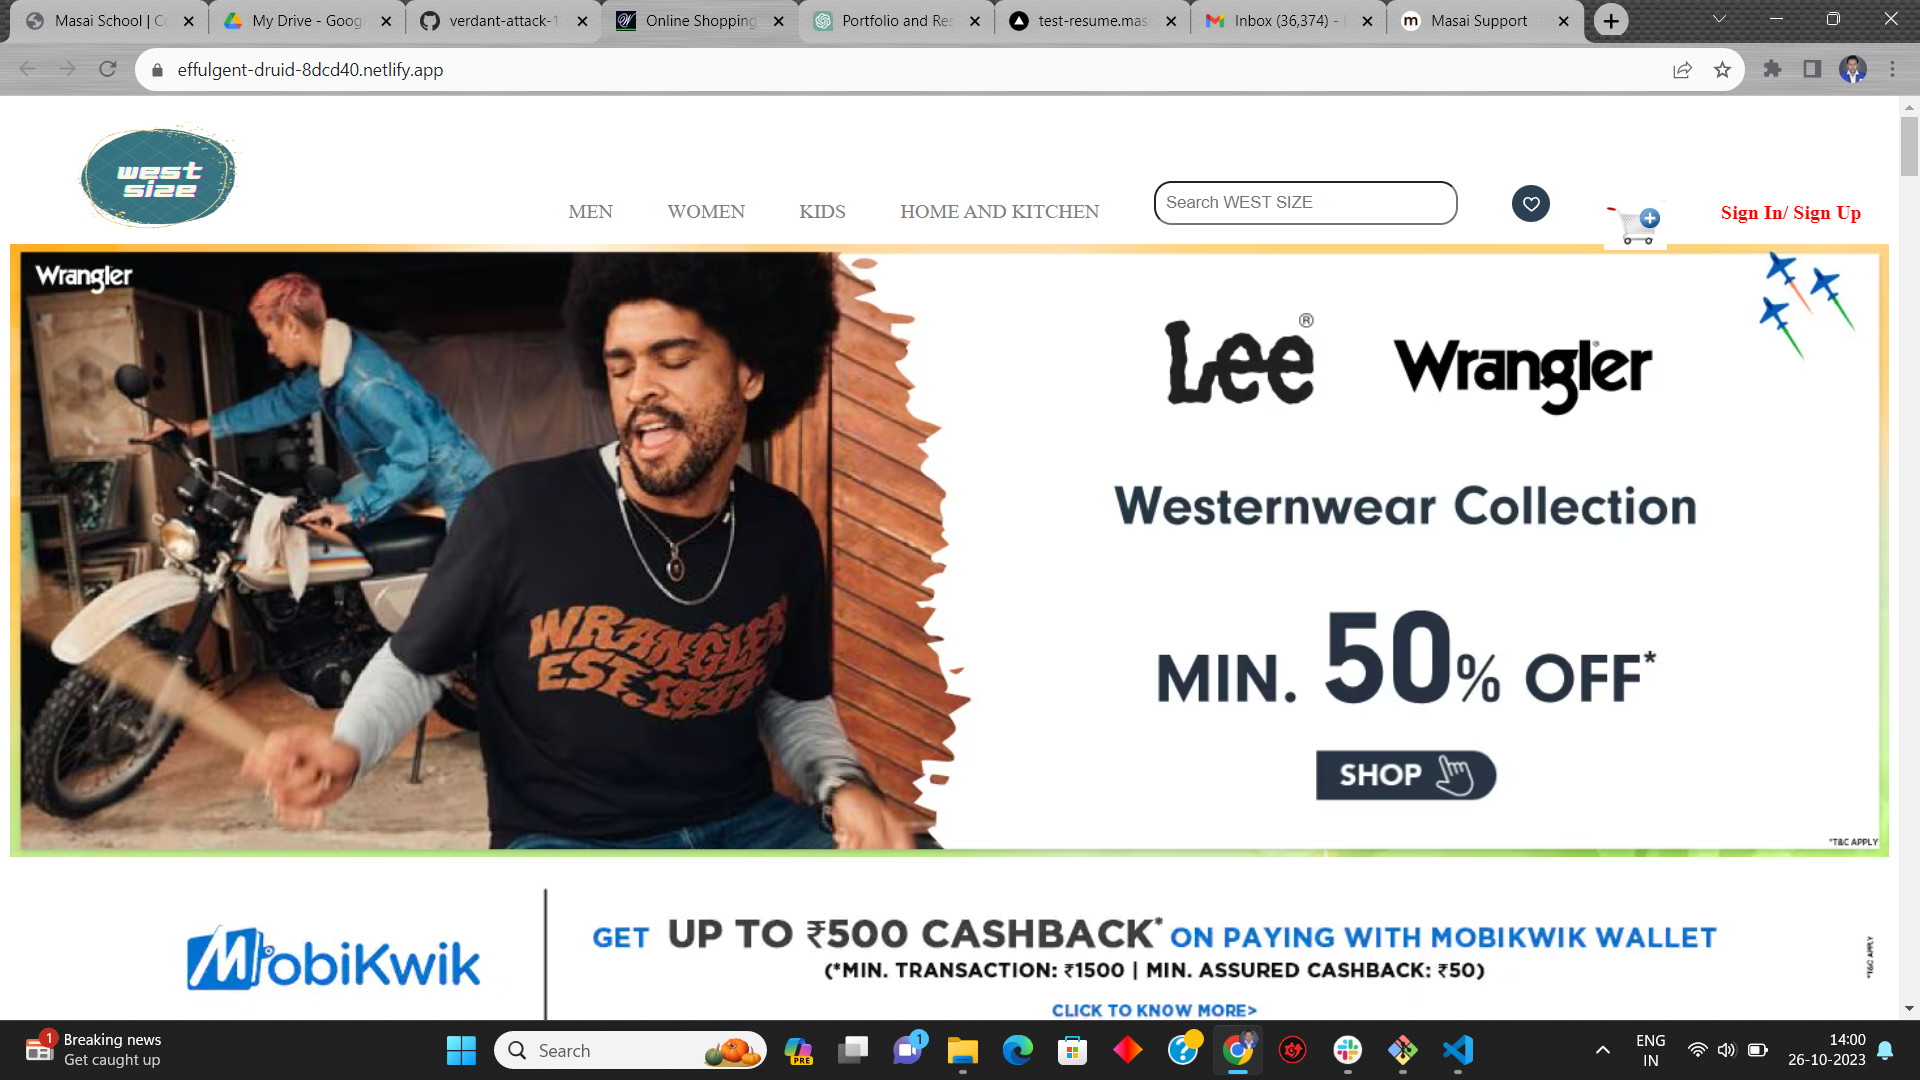 Masai School | Co
My Drive - Googl
verdant-attack-1
Online Shopping
Portfolio and Res
test-resume.mas
Inbox (36,374) -
Masai Support
effulgent-druid-8dcd40.netlify.app
west
size
MEN
WOMEN
KIDS
HOME AND KITCHEN
Search WEST SIZE
Sign In/ Sign Up
Wrangler
Lee®
Wrangler
WRANGLER
EST. 1947
Westernwear Collection
MIN. 50% OFF*
SHOP
*T&C APPLY
MobiKwik
GET UP TO ₹500 CASHBACK* ON PAYING WITH MOBIKWIK WALLET
(*MIN. TRANSACTION: ₹1500 | MIN. ASSURED CASHBACK: ₹50)
CLICK TO KNOW MORE>
*T&C APPLY
1
Breaking news
Get caught up
Search
PRE
1
ENG
IN
14:00
26-10-2023